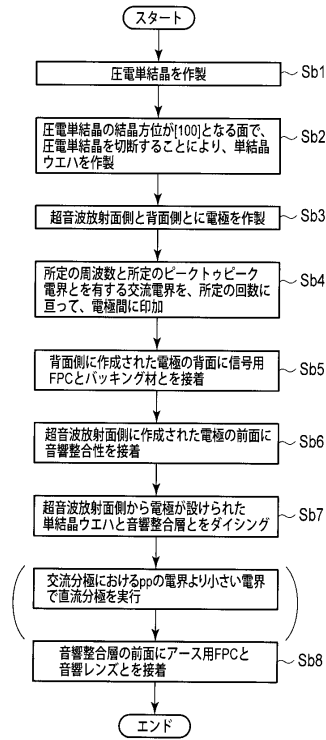 スタート
圧電単結晶を作製
Sb1
圧電単結晶の結晶方位が[100]となる面で、
圧電単結晶を切断することにより、単結晶
ウエハを作製
Sb2
超音波放射面側と背面側とに電極を作製
Sb3
所定の周波数と所定のピークトゥピーク
電界とを有する交流電界を、所定の回数に
亘って、電極間に印加
Sb4
背面側に作成された電極の背面に信号用
FPCとバッキング材とを接着
Sb5
超音波放射面側に作成された電極の前面に
音響整合性を接着
Sb6
超音波放射面側から電極が設けられた
単結晶ウエハと音響整合層とをダイシング
Sb7
交流分極におけるppの電界より小さい電界
で直流分極を実行
音響整合層の前面にアース用FPCと
音響レンズとを接着
Sb8
エンド